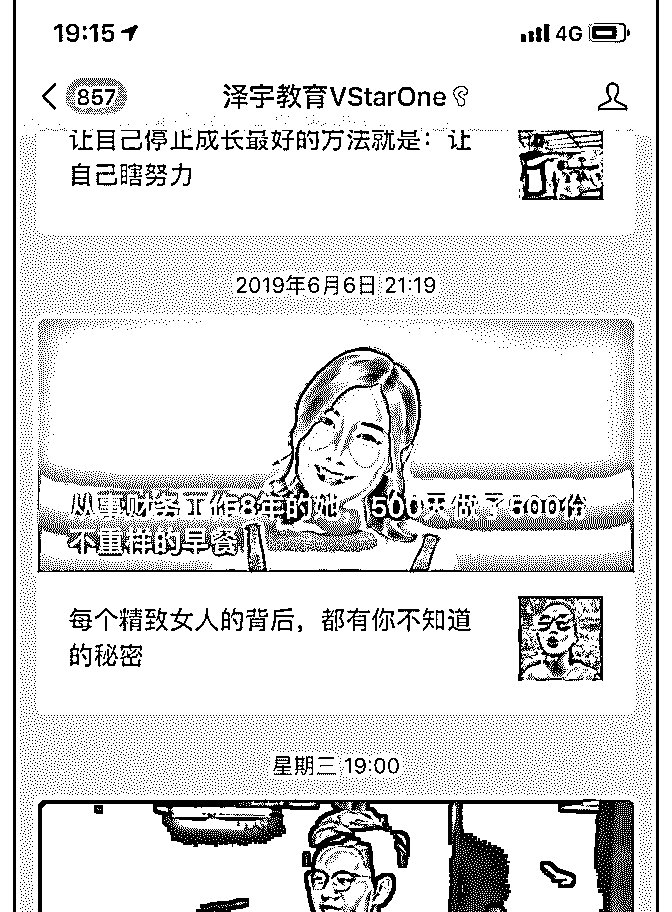 19:15
4G
857
泽宇教育VStarOne
让自己停止成长最好的方法就是：让
自己瞎努力
2019年6月6日 21:19
从事财务工作8年的她，500天做了500份
不重样的早餐
每个精致女人的背后，都有你不知道
的秘密
星期三 19:00